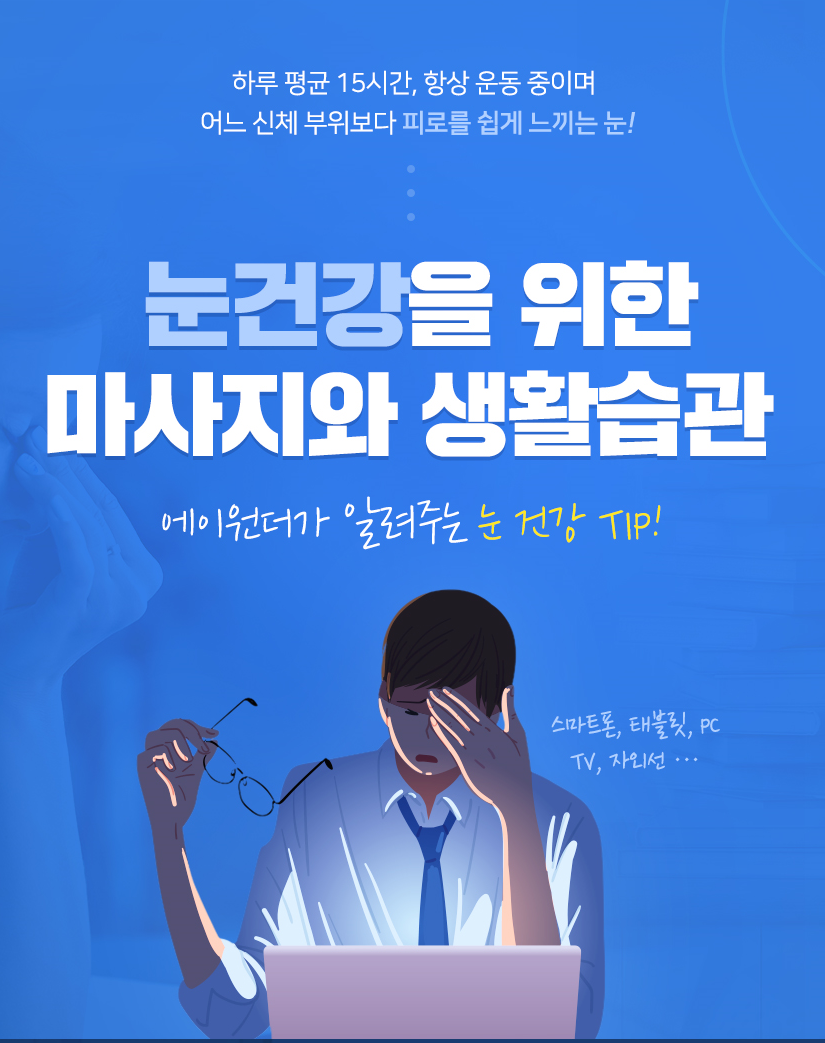 하루 평균 15시간, 항상 운동 중이며
어느 신체 부위보다 피로를 쉽게 느끼는 눈!
눈건강을 위한
마사지와 생활습관
에이원더가 알려주는 눈 건강 TIP!
스마트폰, 태블릿, PC
TV, 자외선 ···